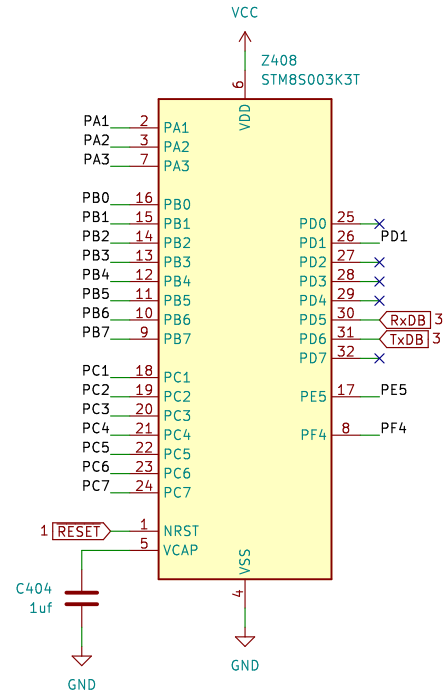 VCC
Z408
STM8S003K3T
6
VDD
PA1 2 PA1
PA2 3 PA2
PA3 7 PA3
PB0 16 PB0
PB1 15 PB1
PB2 14 PB2
PB3 13 PB3
PB4 12 PB4
PB5 11 PB5
PB6 10 PB6
PB7 9 PB7
PC1 18 PC1
PC2 19 PC2
PC3 20 PC3
PC4 21 PC4
PC5 22 PC5
PC6 23 PC6
PC7 24 PC7
1 RESET 1 NRST
5 VCAP
PD0 25
PD1 26 PD1
PD2 27
PD3 28
PD4 29
PD5 30 RxDB 3
PD6 31 TxDB 3
PD7 32
PE5 17 PE5
PF4 8 PF4
VSS
4
GND
C404
1uf
GND